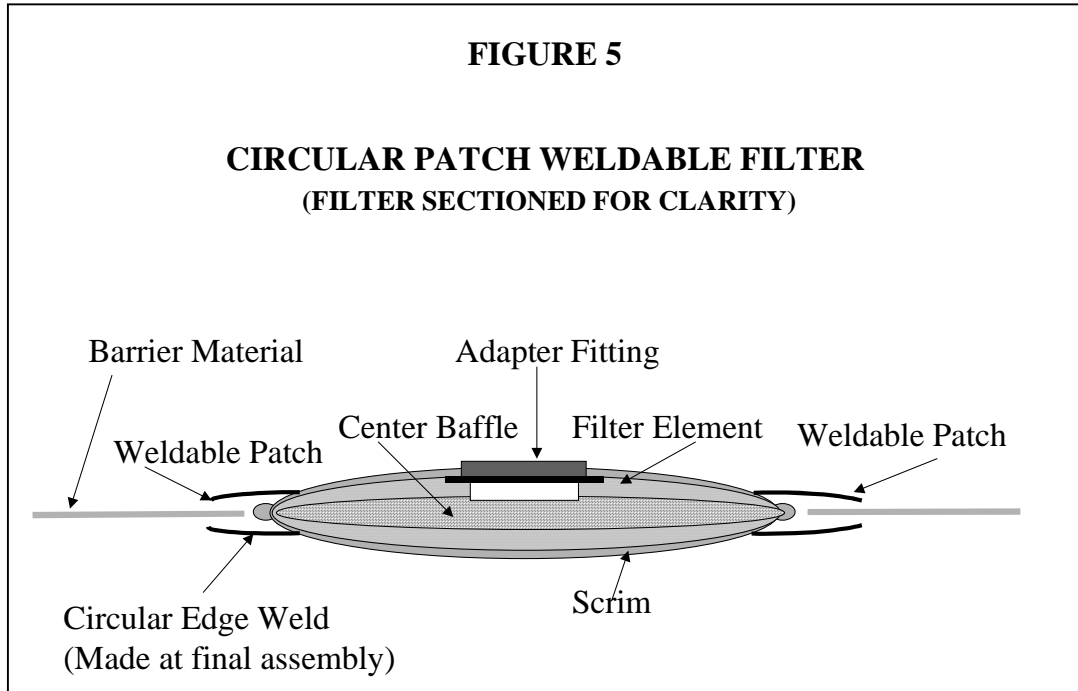 FIGURE 5
CIRCULAR PATCH WELDABLE FILTER
(FILTER SECTIONED FOR CLARITY)
Barrier Material
Adapter Fitting
Weldable Patch
Center Baffle
Filter Element
Weldable Patch
Scrim
Circular Edge Weld
(Made at final assembly)